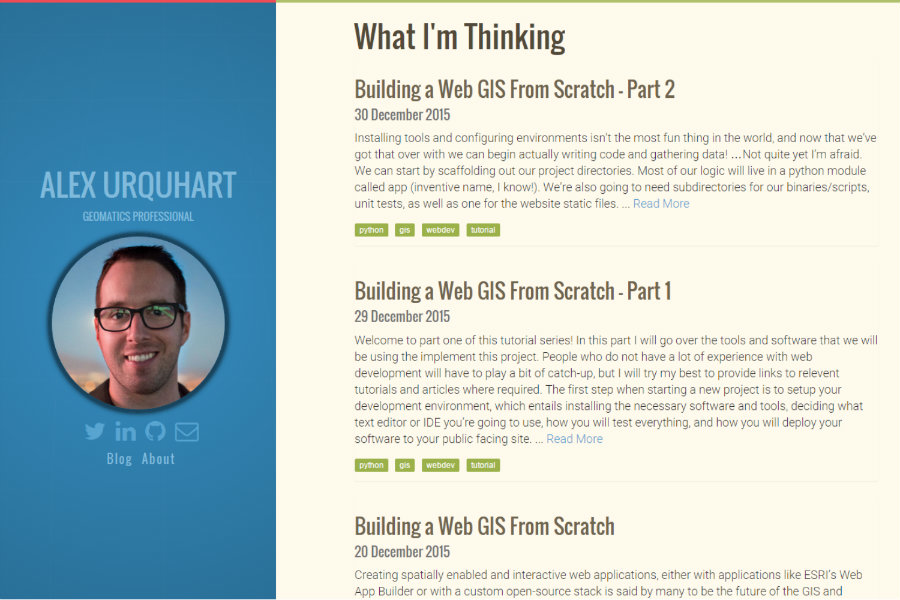 ALEX URQUHART
GEOMATICS PROFESSIONAL
Blog About
What I'm Thinking
Building a Web GIS From Scratch - Part 2
30 December 2015
Installing tools and configuring environments isn't the most fun thing in the world, and now that we've
got that over with we can begin actually writing code and gathering data! ...Not quite yet I'm afraid.
We can start by scaffolding out our project directories. Most of our logic will live in a python module
called app (inventive name, I know!). We're also going to need subdirectories for our binaries/scripts,
unit tests, as well as one for the website static files. ... Read More
python gis webdev tutorial
Building a Web GIS From Scratch - Part 1
29 December 2015
Welcome to part one of this tutorial series! In this part I will go over the tools and software that we will
be using the implement this project. People who do not have a lot of experience with web
development will have to play a bit of catch-up, but I will try my best to provide links to relevent
tutorials and articles where required. The first step when starting a new project is to setup your
development environment, which entails installing the necessary software and tools, deciding what
text editor or IDE you're going to use, how you will test everything, and how you will deploy your
software to your public facing site. ... Read More
python gis webdev tutorial
Building a Web GIS From Scratch
20 December 2015
Creating spatially enabled and interactive web applications, either with applications like ESRI's Web
App Builder or with a custom open-source stack is said by many to be the future of the GIS and